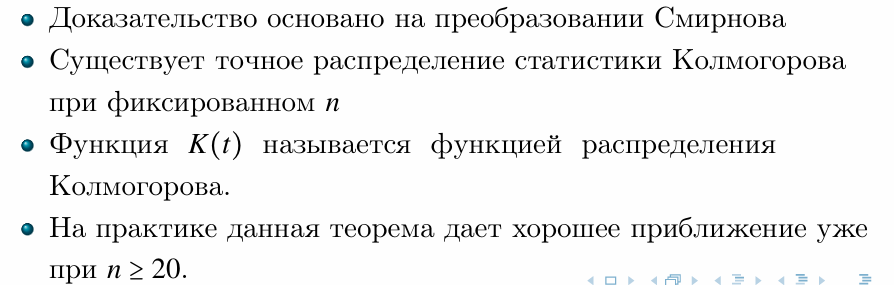 Доказательство основано на преобразовании Смирнова
Существует точное распределение статистики Колмогорова
при фиксированном n
Функция K(t) называется функцией распределения
Колмогорова.
На практике данная теорема дает хорошее приближение уже
при n ≥ 20.